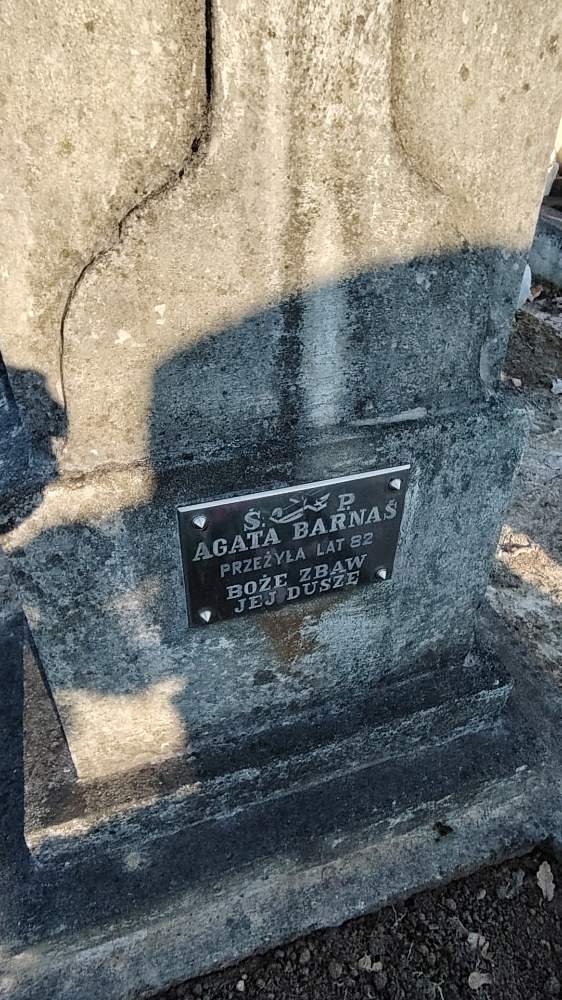 Ś. P.
AGATA BARNAŚ
PRZEŻYŁA LAT 82
BOŻE ZBAW
JEJ DUSZĘ